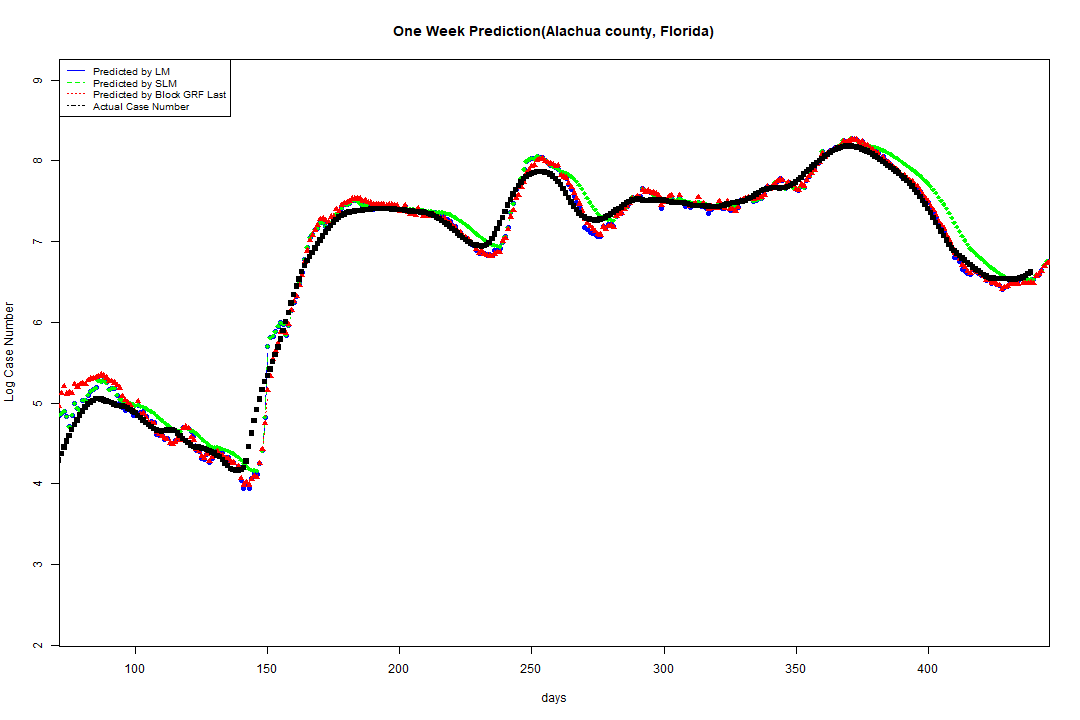 One Week Prediction(Alachua county, Florida)
Predicted by LM
Predicted by SLM
Predicted by Block GRF Last
Actual Case Number
9
8
7
6
5
4
3
2
Log Case Number
100 150 200 250 300 350 400
days